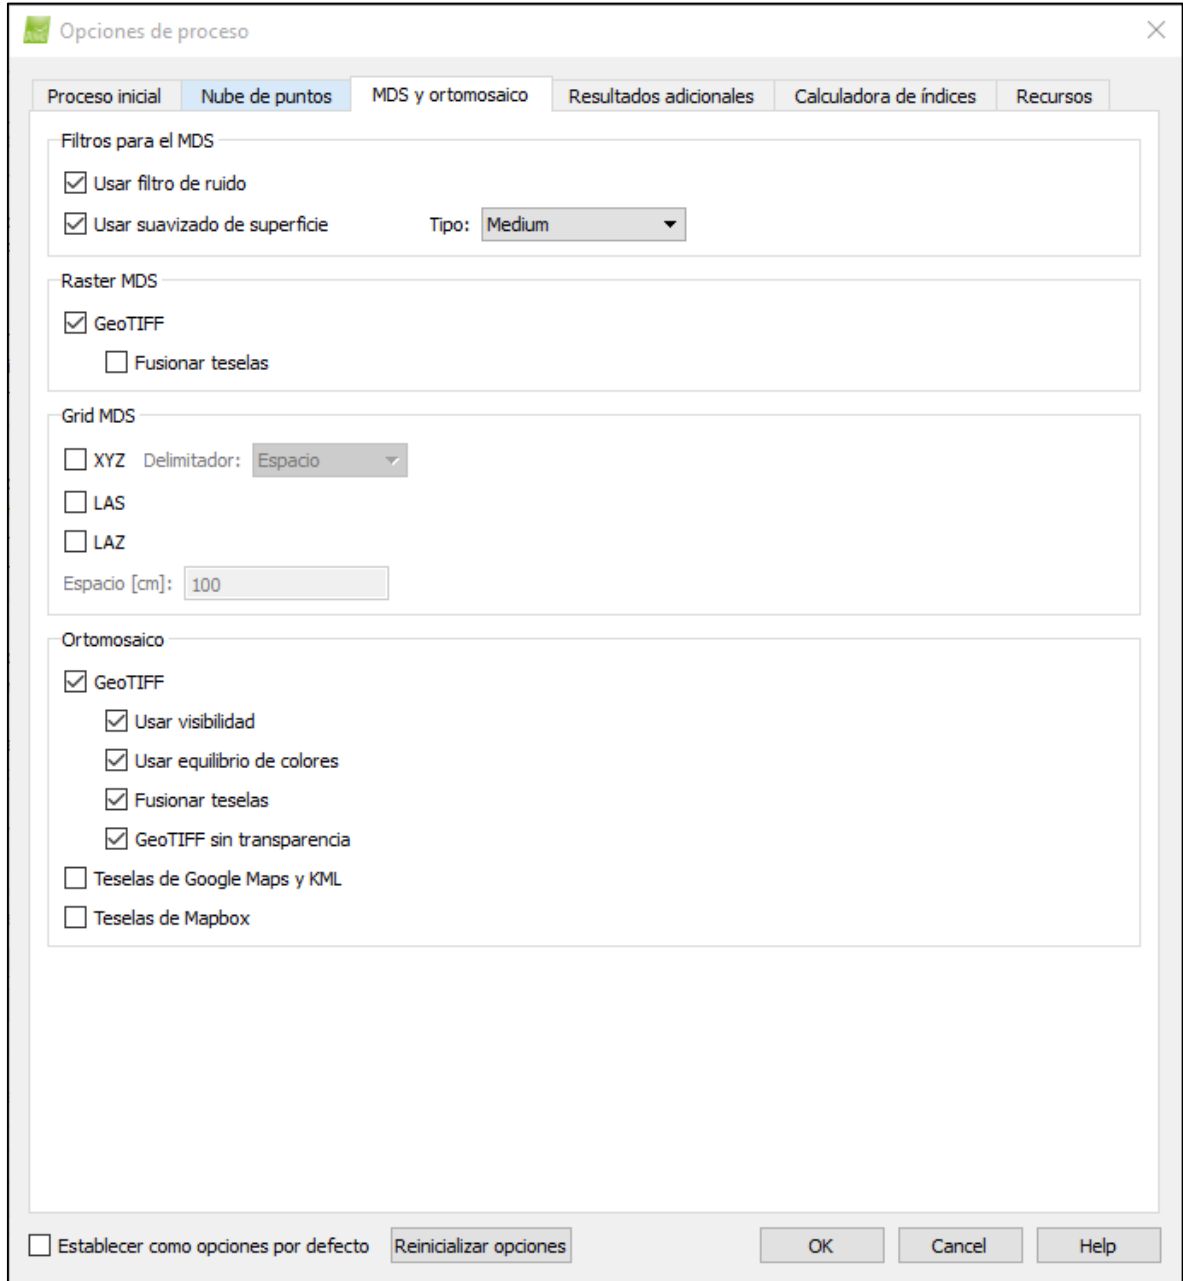 Opciones de proceso
Proceso inicial Nube de puntos MDS y ortomosaico Resultados adicionales Calculadora de índices Recursos
Filtros para el MDS
Usar filtro de ruido
Usar suavizado de superficie Tipo: Medium
Raster MDS
GeoTIFF
Fusionar teselas
Grid MDS
XYZ Delimitador: Espacio
LAS
LAZ
Espacio [cm]: 100
Ortomosaico
GeoTIFF
Usar visibilidad
Usar equilibrio de colores
Fusionar teselas
GeoTIFF sin transparencia
Teselas de Google Maps y KML
Teselas de Mapbox
Establecer como opciones por defecto Reinicializar opciones OK Cancel Help